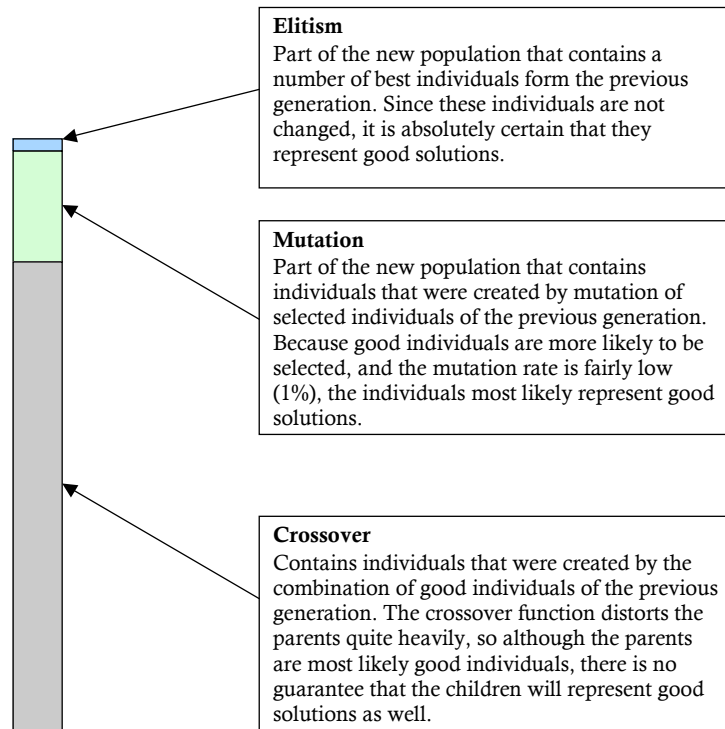 Elitism
Part of the new population that contains a
number of best individuals form the previous
generation. Since these individuals are not
changed, it is absolutely certain that they
represent good solutions.
Mutation
Part of the new population that contains
individuals that were created by mutation of
selected individuals of the previous generation.
Because good individuals are more likely to be
selected, and the mutation rate is fairly low
(1%), the individuals most likely represent good
solutions.
Crossover
Contains individuals that were created by the
combination of good individuals of the previous
generation. The crossover function distorts the
parents quite heavily, so although the parents
are most likely good individuals, there is no
guarantee that the children will represent good
solutions as well.